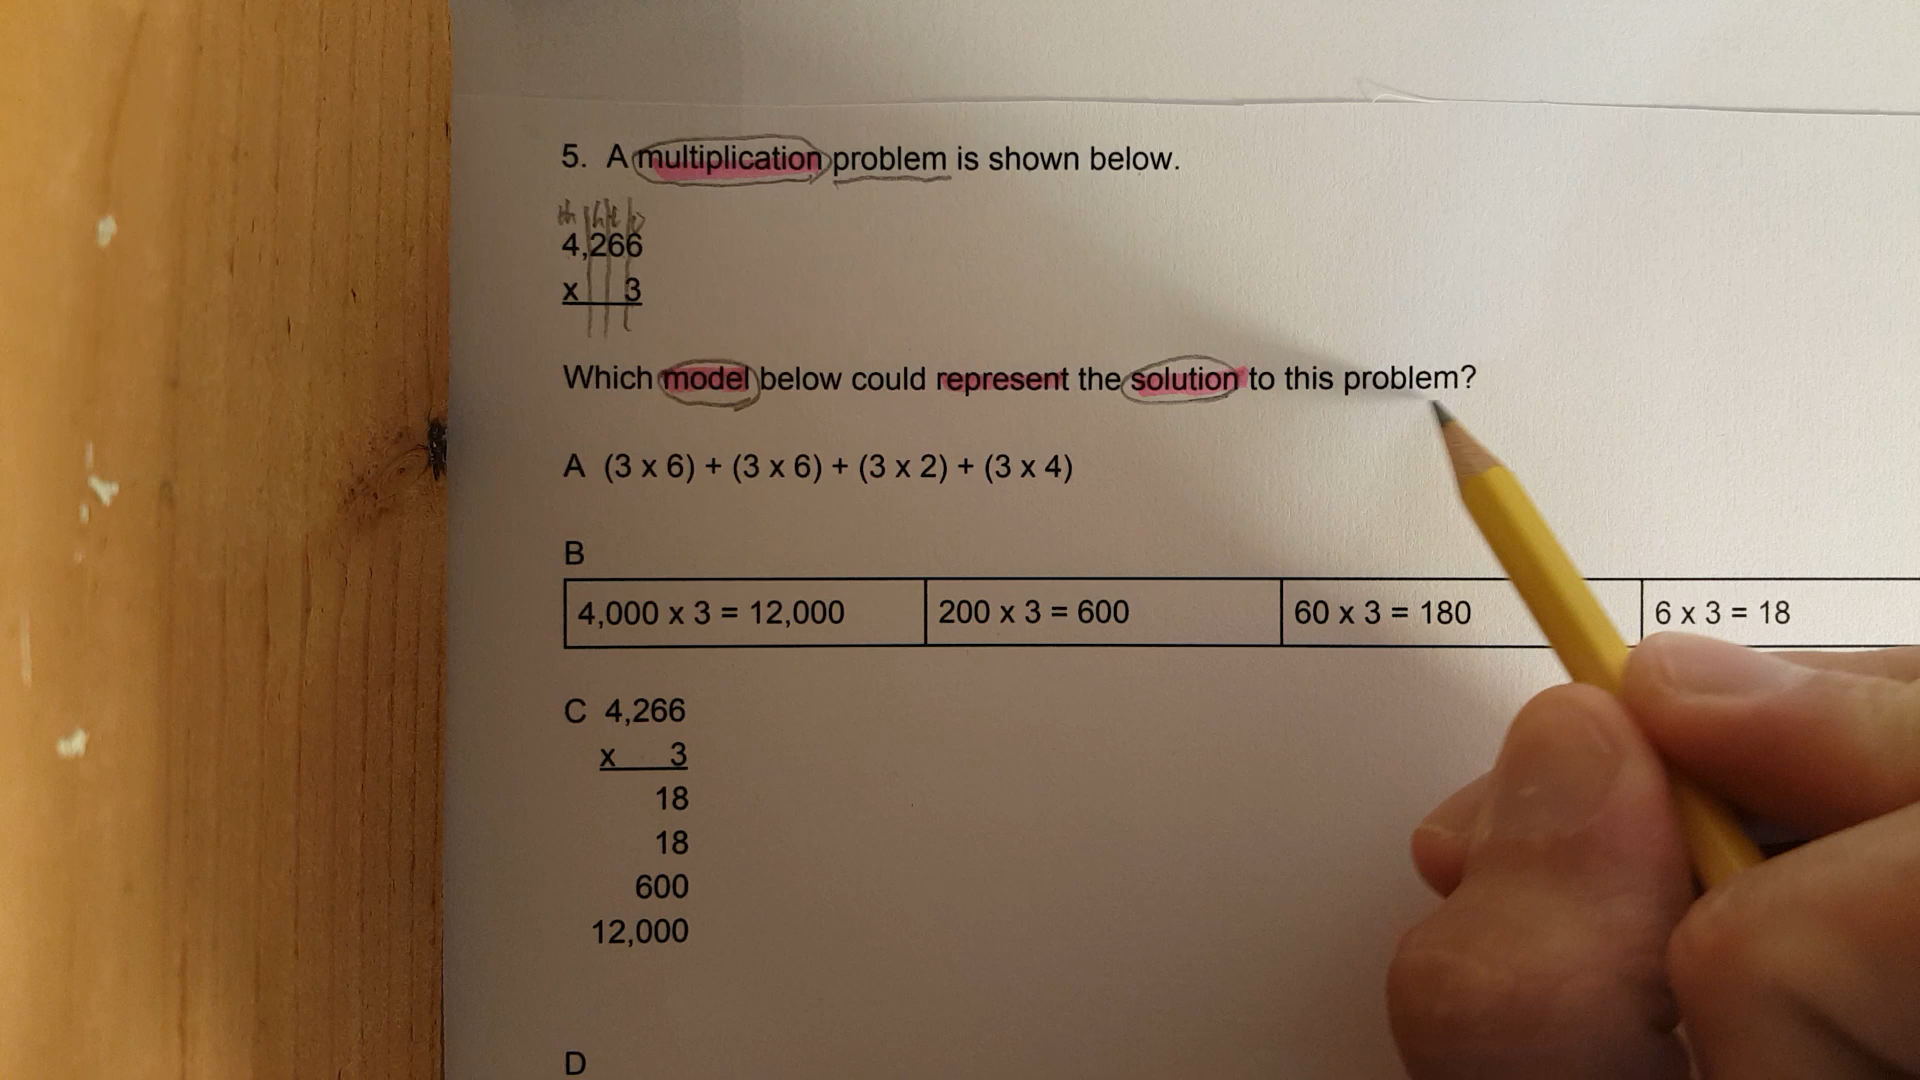 5. A multiplication problem is shown below.
th h t o
4,266
x 3
Which model below could represent the solution to this problem?
A (3 x 6) + (3 x 6) + (3 x 2) + (3 x 4)
B
4,000 x 3 = 12,000 200 x 3 = 600 60 x 3 = 180 6 x 3 = 18
C 4,266
x 3
18
18
600
12,000
D